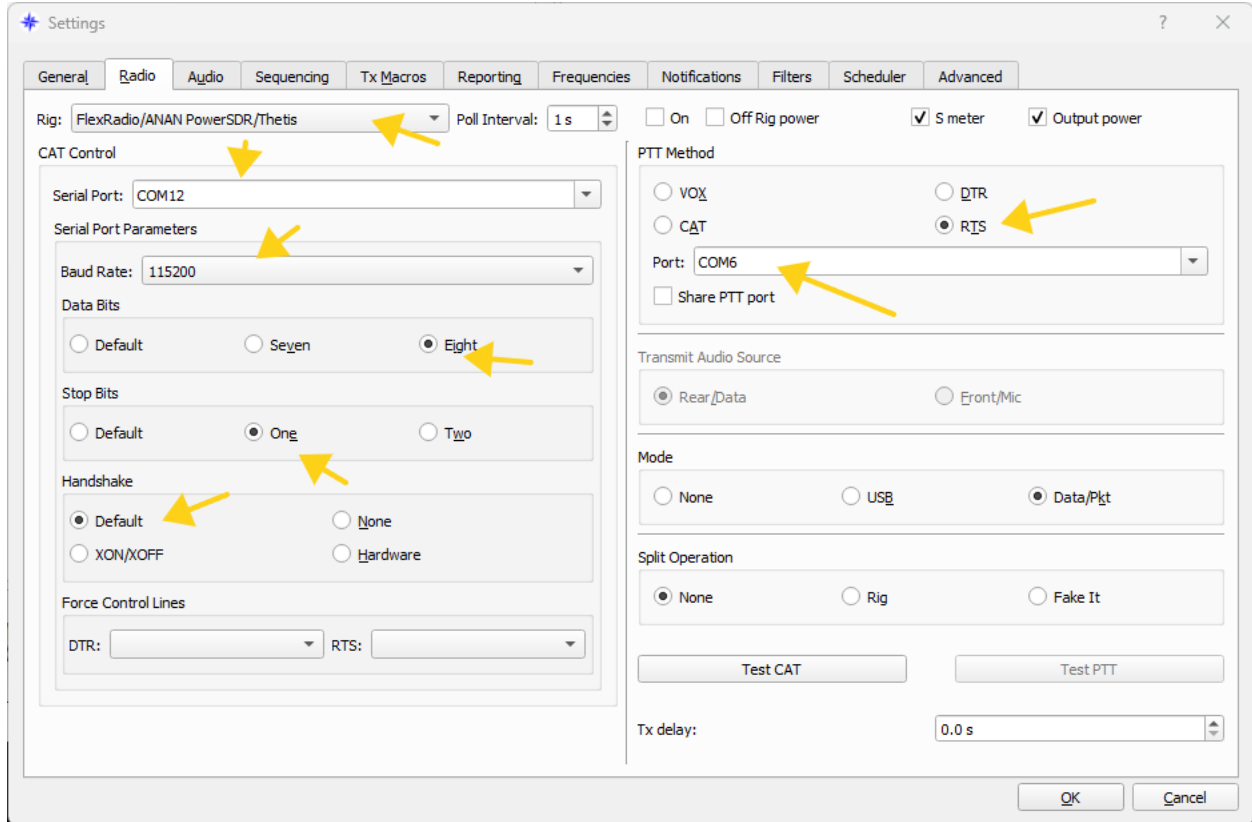 Settings
General Radio Audio Sequencing Tx Macros Reporting Frequencies Notifications Filters Scheduler Advanced
Rig: FlexRadio/ANAN PowerSDR/Thetis Poll Interval: 1 s On Off Rig power S meter Output power
CAT Control
Serial Port: COM12
Serial Port Parameters
Baud Rate: 115200
Data Bits
Default Seven Eight
Stop Bits
Default One Two
Handshake
Default None
XON/XOFF Hardware
Force Control Lines
DTR: RTS:
PTT Method
VOX DTR
CAT RTS
Port: COM6
Share PTT port
Transmit Audio Source
Rear/Data Front/Mic
Mode
None USB Data/Pkt
Split Operation
None Rig Fake It
Test CAT Test PTT
Tx delay: 0.0 s
OK Cancel